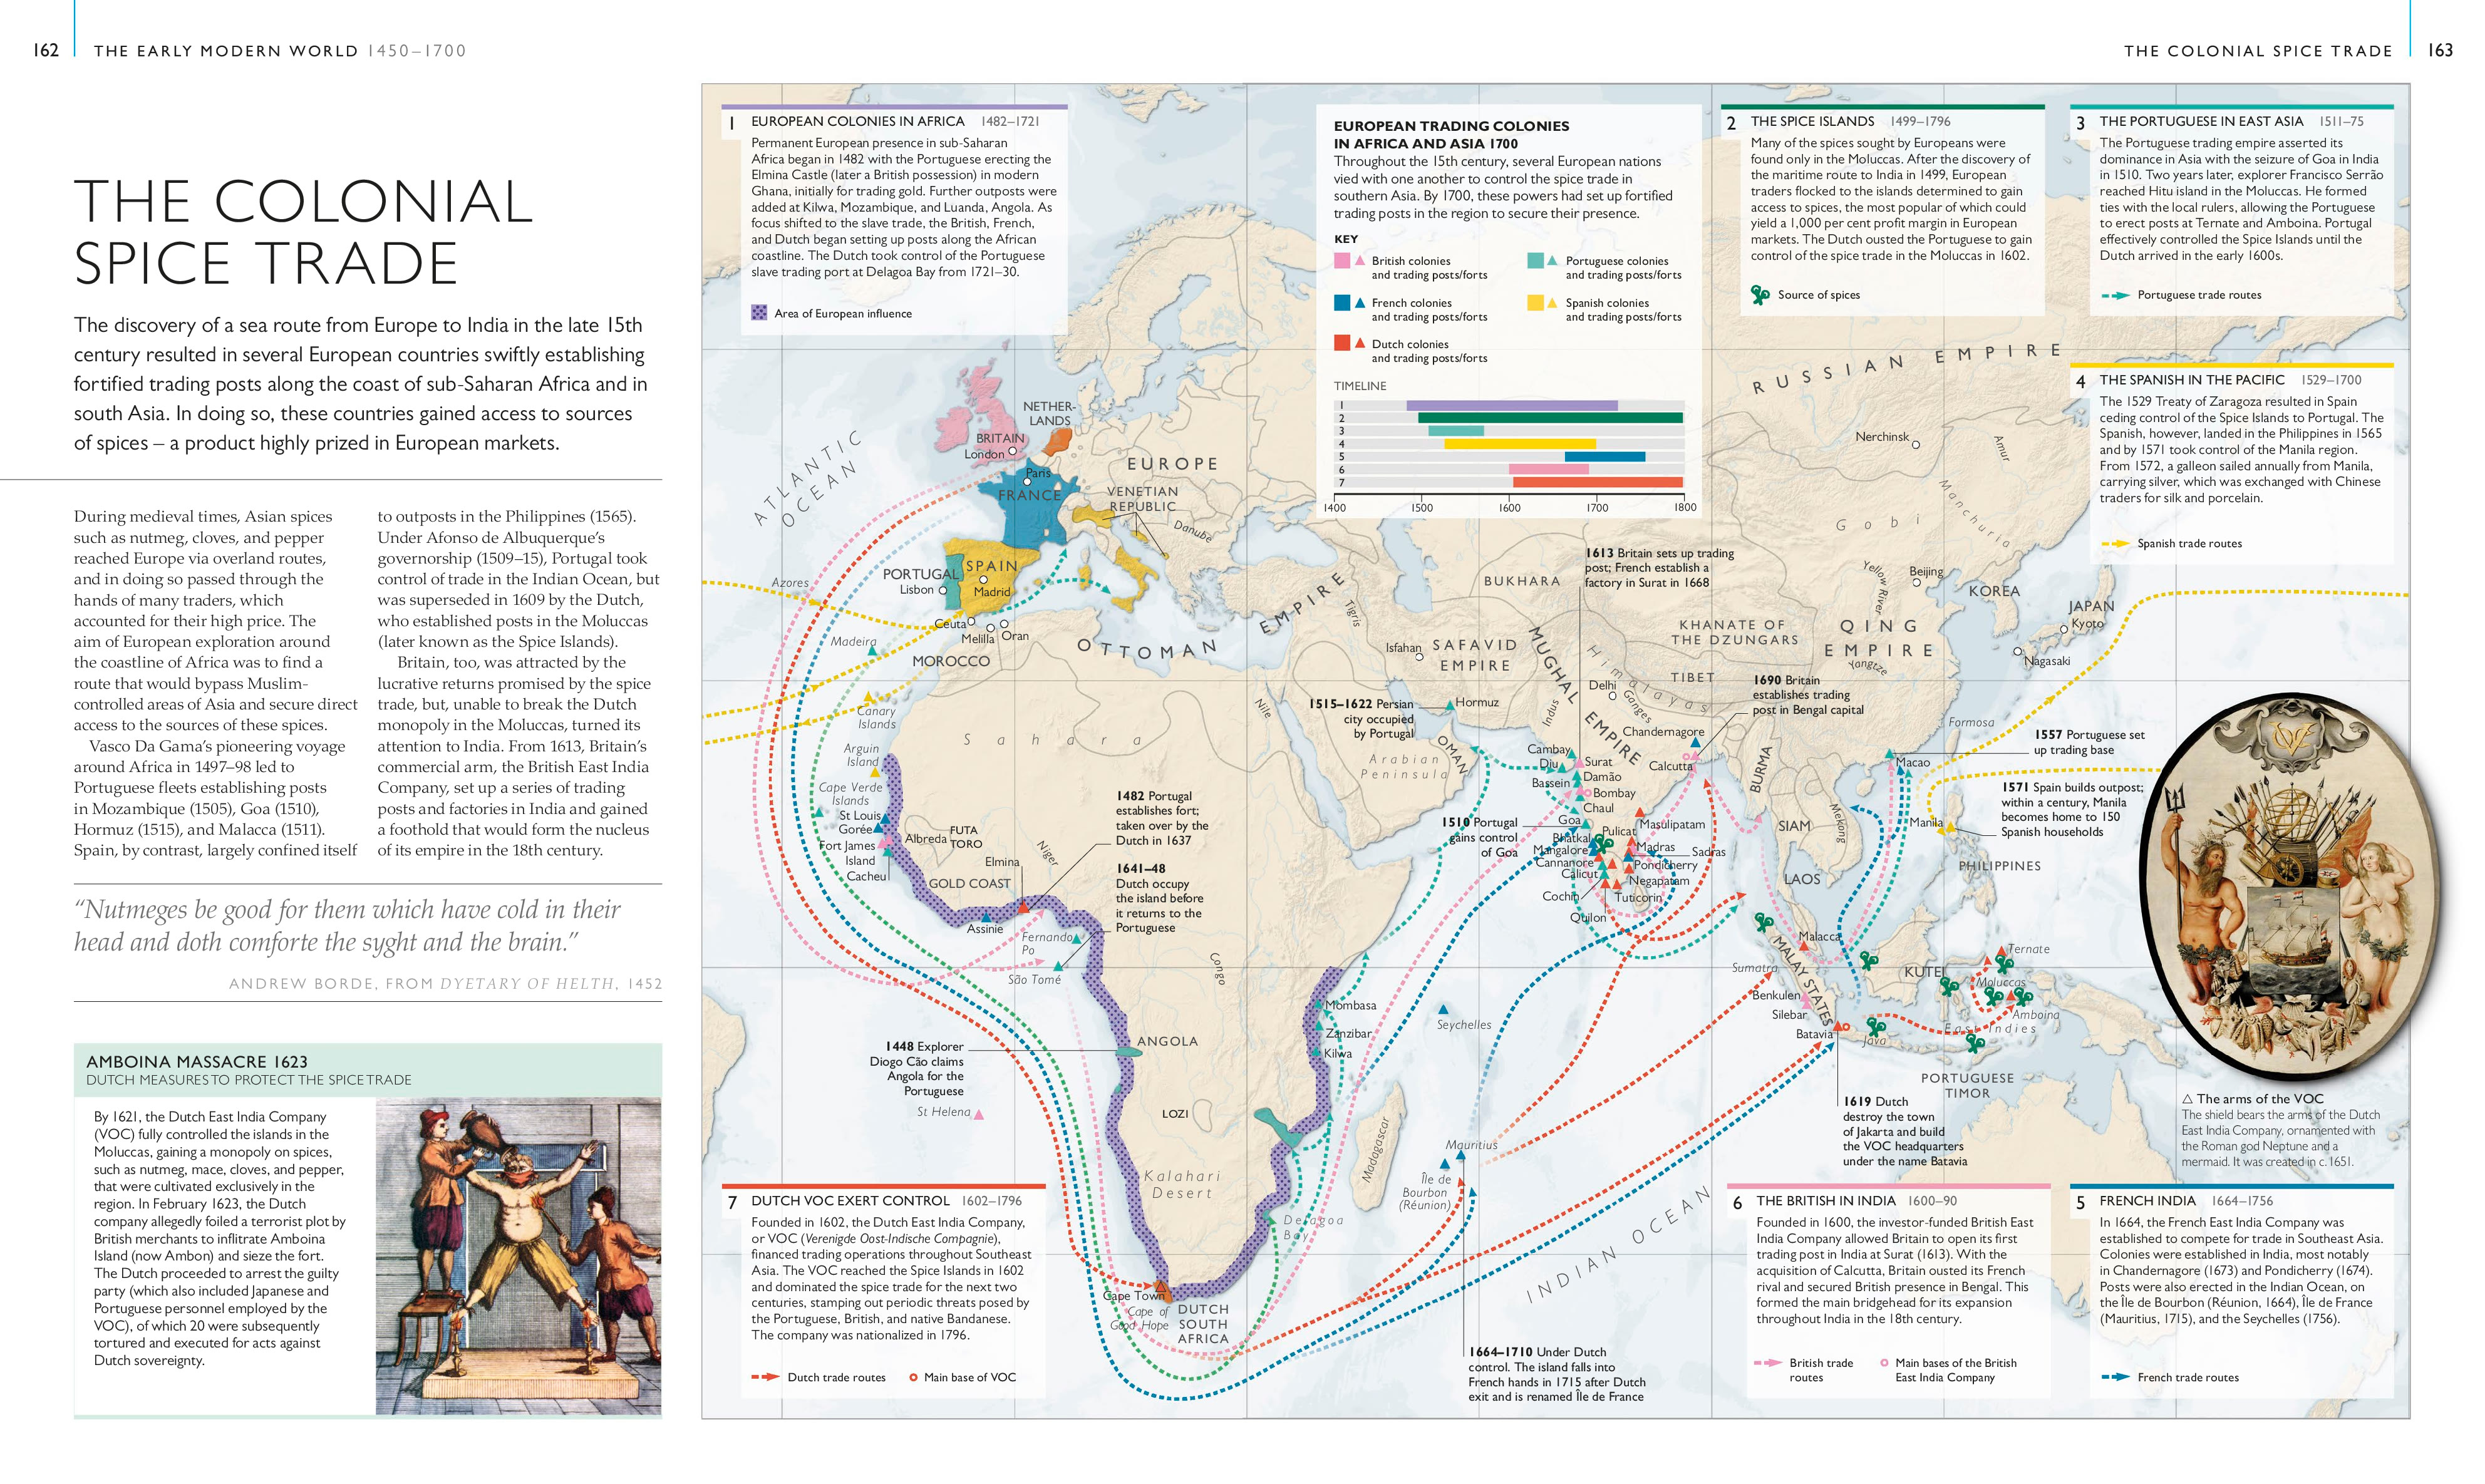 162
THE EARLY MODERN WORLD 1450–1700
THE COLONIAL SPICE TRADE
163
THE COLONIAL
SPICE TRADE
The discovery of a sea route from Europe to India in the late 15th
century resulted in several European countries swiftly establishing
fortified trading posts along the coast of sub-Saharan Africa and in
south Asia. In doing so, these countries gained access to sources
of spices – a product highly prized in European markets.
During medieval times, Asian spices
such as nutmeg, cloves, and pepper
reached Europe via overland routes,
and in doing so passed through the
hands of many traders, which
accounted for their high price. The
aim of European exploration around
the coastline of Africa was to find a
route that would bypass Muslim-
controlled areas of Asia and secure direct
access to the sources of these spices.
Vasco Da Gama’s pioneering voyage
around Africa in 1497–98 led to
Portuguese fleets establishing posts
in Mozambique (1505), Goa (1510),
Hormuz (1515), and Malacca (1511).
Spain, by contrast, largely confined itself
to outposts in the Philippines (1565).
Under Afonso de Albuquerque’s
governorship (1509–15), Portugal took
control of trade in the Indian Ocean, but
was superseded in 1609 by the Dutch,
who established posts in the Moluccas
(later known as the Spice Islands).
Britain, too, was attracted by the
lucrative returns promised by the spice
trade, but, unable to break the Dutch
monopoly in the Moluccas, turned its
attention to India. From 1613, Britain’s
commercial arm, the British East India
Company, set up a series of trading
posts and factories in India and gained
a foothold that would form the nucleus
of its empire in the 18th century.
“Nutmeges be good for them which have cold in their
head and doth comforte the syght and the brain.”
ANDREW BORDE, FROM DYETARY OF HELTH, 1452
AMBOINA MASSACRE 1623
DUTCH MEASURES TO PROTECT THE SPICE TRADE
By 1621, the Dutch East India Company
(VOC) fully controlled the islands in the
Moluccas, gaining a monopoly on spices,
such as nutmeg, mace, cloves, and pepper,
that were cultivated exclusively in the
region. In February 1623, the Dutch
company allegedly foiled a terrorist plot by
British merchants to inflitrate Amboina
Island (now Ambon) and sieze the fort.
The Dutch proceeded to arrest the guilty
party (which also included Japanese and
Portuguese personnel employed by the
VOC), of which 20 were subsequently
tortured and executed for acts against
Dutch sovereignty.
1 EUROPEAN COLONIES IN AFRICA 1482–1721
Permanent European presence in sub-Saharan
Africa began in 1482 with the Portuguese erecting the
Elmina Castle (later a British possession) in modern
Ghana, initially for trading gold. Further outposts were
added at Kilwa, Mozambique, and Luanda, Angola. As
focus shifted to the slave trade, the British, French,
and Dutch began setting up posts along the African
coastline. The Dutch took control of the Portuguese
slave trading port at Delagoa Bay from 1721–30.
Area of European influence
EUROPEAN TRADING COLONIES
IN AFRICA AND ASIA 1700
Throughout the 15th century, several European nations
vied with one another to control the spice trade in
southern Asia. By 1700, these powers had set up fortified
trading posts in the region to secure their presence.
KEY
British colonies
and trading posts/forts
French colonies
and trading posts/forts
Dutch colonies
and trading posts/forts
Portuguese colonies
and trading posts/forts
Spanish colonies
and trading posts/forts
TIMELINE
1
2
3
4
5
6
7
1400 1500 1600 1700 1800
2 THE SPICE ISLANDS 1499–1796
Many of the spices sought by Europeans were
found only in the Moluccas. After the discovery of
the maritime route to India in 1499, European
traders flocked to the islands determined to gain
access to spices, the most popular of which could
yield a 1,000 per cent profit margin in European
markets. The Dutch ousted the Portuguese to gain
control of the spice trade in the Moluccas in 1602.
Source of spices
3 THE PORTUGUESE IN EAST ASIA 1511–75
The Portuguese trading empire asserted its
dominance in Asia with the seizure of Goa in India
in 1510. Two years later, explorer Francisco Serrão
reached Hitu island in the Moluccas. He formed
ties with the local rulers, allowing the Portuguese
to erect posts at Ternate and Amboina. Portugal
effectively controlled the Spice Islands until the
Dutch arrived in the early 1600s.
Portuguese trade routes
4 THE SPANISH IN THE PACIFIC 1529–1700
The 1529 Treaty of Zaragoza resulted in Spain
ceding control of the Spice Islands to Portugal. The
Spanish, however, landed in the Philippines in 1565
and by 1571 took control of the Manila region.
From 1572, a galleon sailed annually from Manila,
carrying silver, which was exchanged with Chinese
traders for silk and porcelain.
Spanish trade routes
ATLANTIC
OCEAN
NETHER-
LANDS
BRITAIN
London
Paris
FRANCE
EUROPE
VENETIAN
REPUBLIC
Danube
PORTUGAL
Lisbon
SPAIN
Madrid
Azores
Ceuta
Melilla
Oran
Madeira
MOROCCO
OTTOMAN EMPIRE
Tigris
Canary
Islands
Arguin
Island
Cape Verde
Islands
St Louis
Gorée
Fort James
Island
Cacheu
Albreda
FUTA
TORO
Sahara
Nile
Elmina
Niger
GOLD COAST
Assinie
Fernando
Po
São Tomé
1482 Portugal
establishes fort;
taken over by the
Dutch in 1637
1641–48
Dutch occupy
the island before
it returns to the
Portuguese
Congo
1448 Explorer
Diogo Cão claims
Angola for the
Portuguese
ANGOLA
St Helena
LOZI
Kalahari
Desert
Mombasa
Zanzibar
Kilwa
Madagascar
Delagoa
Bay
Cape Town
Cape of
Good Hope
DUTCH
SOUTH
AFRICA
Seychelles
Mauritius
Île de
Bourbon
(Réunion)
INDIAN OCEAN
1664–1710 Under Dutch
control. The island falls into
French hands in 1715 after Dutch
exit and is renamed Île de France
RUSSIAN EMPIRE
Nerchinsk
Amur
Manchuria
Gobi
1613 Britain sets up trading
post; French establish a
factory in Surat in 1668
BUKHARA
Isfahan
SAFAVID
EMPIRE
MUGHAL EMPIRE
KHANATE OF
THE DZUNGARS
Himalayas
TIBET
Delhi
Ganges
Indus
QING
EMPIRE
Yangtze
Yellow River
Beijing
KOREA
JAPAN
Kyoto
Nagasaki
1515–1622 Persian
city occupied
by Portugal
Hormuz
OMAN
Arabian
Peninsula
1690 Britain
establishes trading
post in Bengal capital
Chandernagore
Calcutta
Cambay
Diu
Surat
Damão
Bassein
Bombay
Chaul
1510 Portugal
gains control
of Goa
Goa
Bhatkal
Mangalore
Cannanore
Calicut
Cochin
Quilon
Pulicat
Masulipatam
Madras
Sadras
Pondicherry
Negapatam
Tuticorin
BURMA
SIAM
LAOS
Mekong
Formosa
1557 Portuguese set
up trading base
Macao
1571 Spain builds outpost;
within a century, Manila
becomes home to 150
Spanish households
Manila
PHILIPPINES
Malacca
MALAY STATES
Sumatra
Benkulen
Silebar
Batavia
Java
KUTEI
Ternate
Moluccas
Amboina
East Indies
PORTUGUESE
TIMOR
1619 Dutch
destroy the town
of Jakarta and build
the VOC headquarters
under the name Batavia
△ The arms of the VOC
The shield bears the arms of the Dutch
East India Company, ornamented with
the Roman god Neptune and a
mermaid. It was created in c.1651.
7 DUTCH VOC EXERT CONTROL 1602–1796
Founded in 1602, the Dutch East India Company,
or VOC (Verenigde Oost-Indische Compagnie),
financed trading operations throughout Southeast
Asia. The VOC reached the Spice Islands in 1602
and dominated the spice trade for the next two
centuries, stamping out periodic threats posed by
the Portuguese, British, and native Bandanese.
The company was nationalized in 1796.
Dutch trade routes
Main base of VOC
6 THE BRITISH IN INDIA 1600–90
Founded in 1600, the investor-funded British East
India Company allowed Britain to open its first
trading post in India at Surat (1613). With the
acquisition of Calcutta, Britain ousted its French
rival and secured British presence in Bengal. This
formed the main bridgehead for its expansion
throughout India in the 18th century.
British trade
routes
Main bases of the British
East India Company
5 FRENCH INDIA 1664–1756
In 1664, the French East India Company was
established to compete for trade in Southeast Asia.
Colonies were established in India, most notably
in Chandernagore (1673) and Pondicherry (1674).
Posts were also erected in the Indian Ocean, on
the Île de Bourbon (Réunion, 1664), Île de France
(Mauritius, 1715), and the Seychelles (1756).
French trade routes